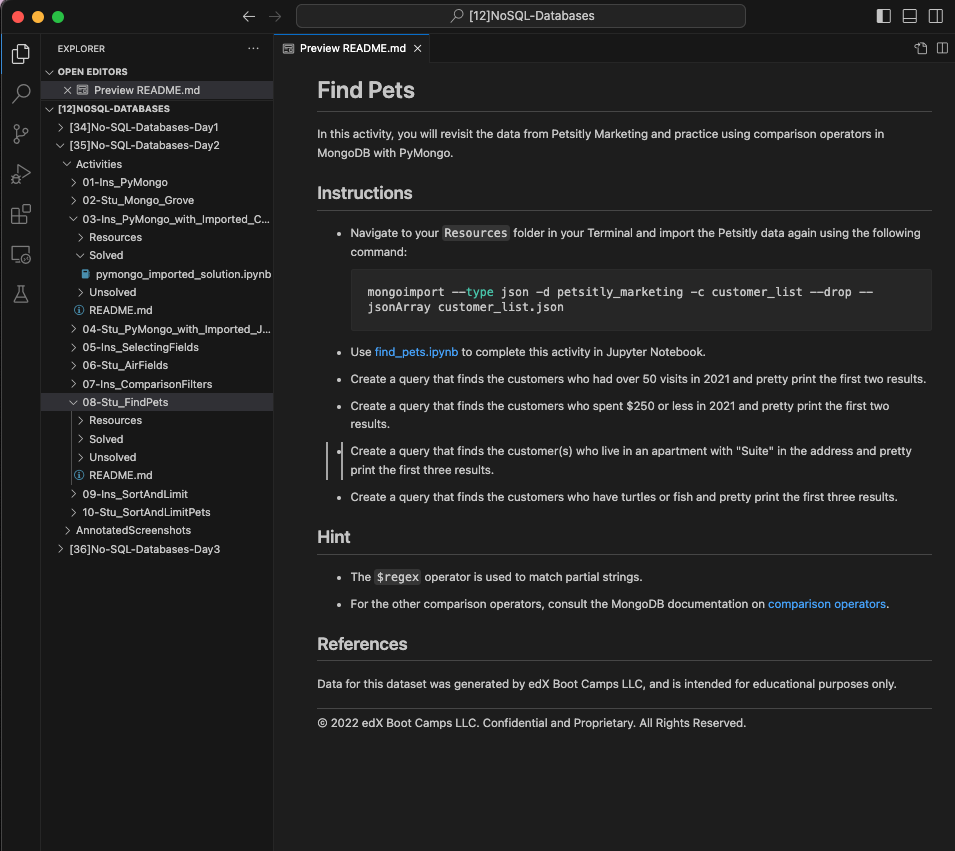 [12]NoSQL-Databases
EXPLORER
OPEN EDITORS
Preview README.md
[12]NOSQL-DATABASES
[34]No-SQL-Databases-Day1
[35]No-SQL-Databases-Day2
Activities
01-Ins_PyMongo
02-Stu_Mongo_Grove
03-Ins_PyMongo_with_Imported_C...
Resources
Solved
pymongo_imported_solution.ipynb
Unsolved
README.md
04-Stu_PyMongo_with_Imported_J...
05-Ins_SelectingFields
06-Stu_AirFields
07-Ins_ComparisonFilters
08-Stu_FindPets
Resources
Solved
Unsolved
README.md
09-Ins_SortAndLimit
10-Stu_SortAndLimitPets
AnnotatedScreenshots
[36]No-SQL-Databases-Day3
Preview README.md
Find Pets
In this activity, you will revisit the data from Petsitly Marketing and practice using comparison operators in
MongoDB with PyMongo.
Instructions
• Navigate to your Resources folder in your Terminal and import the Petsitly data again using the following
command:
mongoimport --type json -d petsitly_marketing -c customer_list --drop --
jsonArray customer_list.json
• Use find_pets.ipynb to complete this activity in Jupyter Notebook.
• Create a query that finds the customers who had over 50 visits in 2021 and pretty print the first two results.
• Create a query that finds the customers who spent $250 or less in 2021 and pretty print the first two
results.
• Create a query that finds the customer(s) who live in an apartment with "Suite" in the address and pretty
print the first three results.
• Create a query that finds the customers who have turtles or fish and pretty print the first three results.
Hint
• The $regex operator is used to match partial strings.
• For the other comparison operators, consult the MongoDB documentation on comparison operators.
References
Data for this dataset was generated by edX Boot Camps LLC, and is intended for educational purposes only.
© 2022 edX Boot Camps LLC. Confidential and Proprietary. All Rights Reserved.